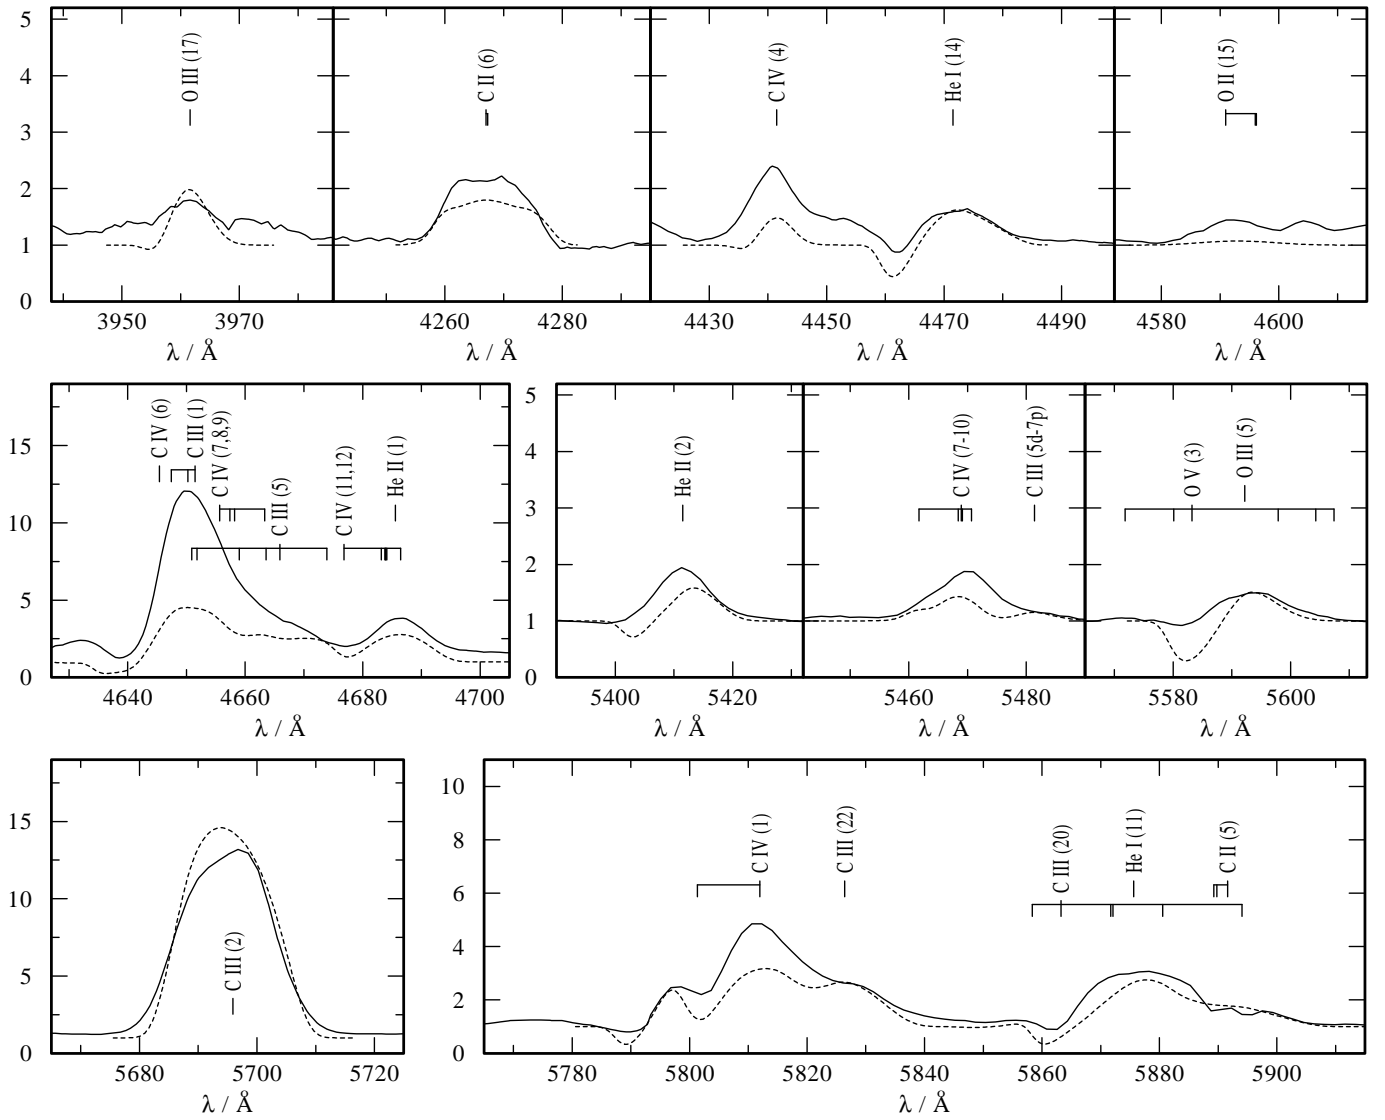 5
4
3
2
1
0
O III (17)
C II (6)
C IV (4)
He I (14)
O II (15)
3950
3970
4260
4280
4430
4450
4470
4490
4580
4600
λ / Å
λ / Å
λ / Å
λ / Å
15
10
5
0
C IV (6)
C III (1)
C IV (7,8,9)
C III (5)
C IV (11,12)
He II (1)
4640
4660
4680
4700
λ / Å
5
4
3
2
1
0
He II (2)
C IV (7-10)
C III (5d-7p)
O V (3)
O III (5)
5400
5420
5460
5480
5580
5600
λ / Å
λ / Å
λ / Å
15
10
5
0
C III (2)
5680
5700
5720
λ / Å
10
8
6
4
2
0
C IV (1)
C III (22)
C III (20)
He I (11)
C II (5)
5780
5800
5820
5840
5860
5880
5900
λ / Å